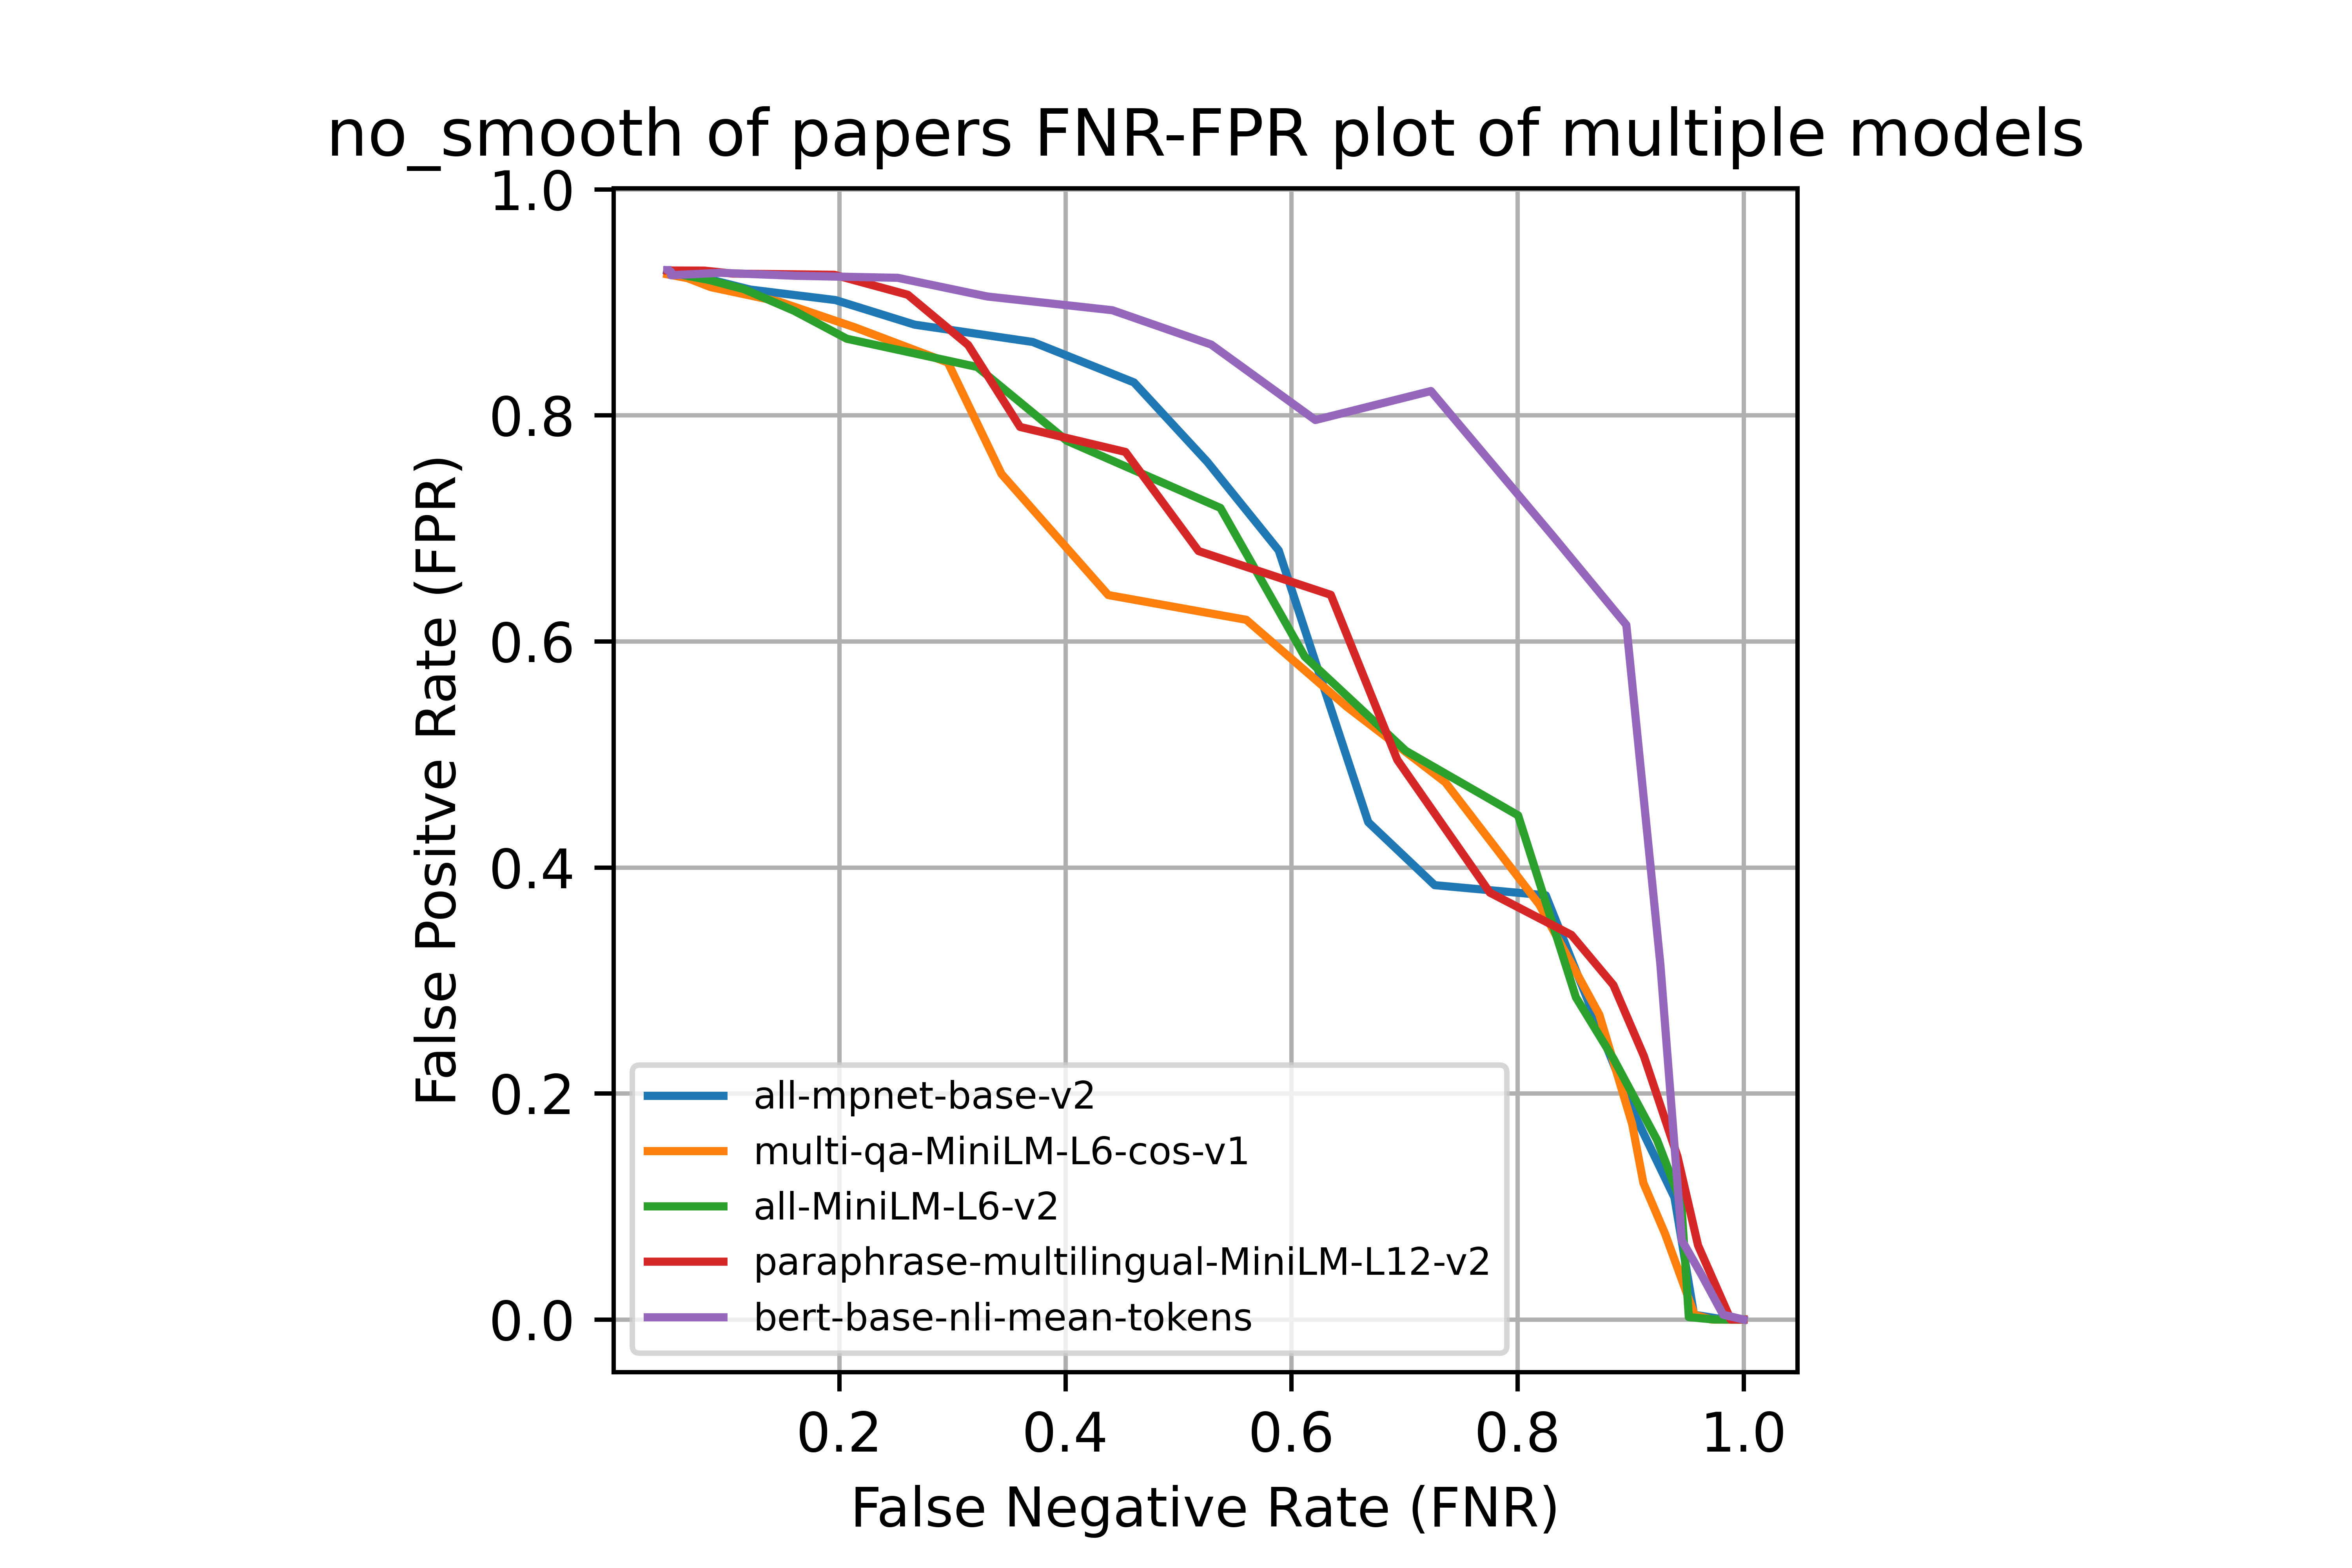 no_smooth of papers FNR-FPR plot of multiple models
1.0
0.8
0.6
0.4
0.2
0.0
False Positve Rate (FPR)
all-mpnet-base-v2
multi-qa-MiniLM-L6-cos-v1
all-MiniLM-L6-v2
paraphrase-multilingual-MiniLM-L12-v2
bert-base-nli-mean-tokens
0.2 0.4 0.6 0.8 1.0
False Negative Rate (FNR)